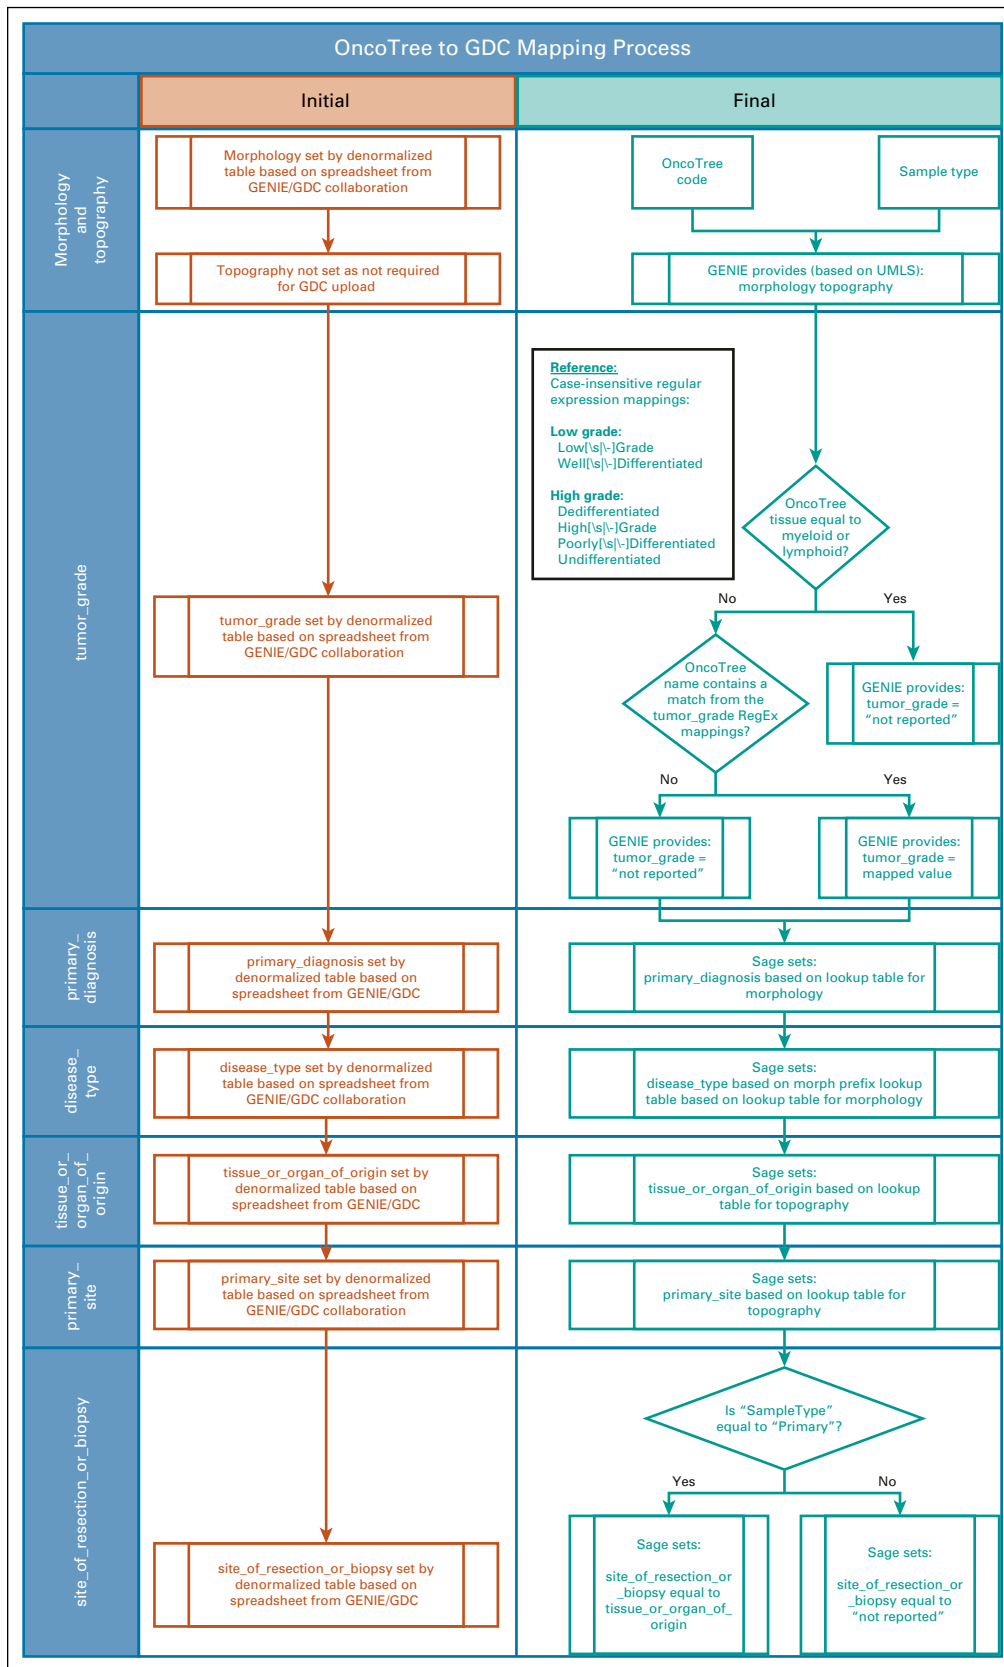 OncoTree to GDC Mapping Process
Initial
Final
Morphology
and
topography
Morphology set by denormalized
table based on spreadsheet from
GENIE/GDC collaboration
Topography not set as not required
for GDC upload
OncoTree
code
Sample type
GENIE provides (based on UMLS):
morphology topography
tumor_grade
tumor_grade set by denormalized
table based on spreadsheet from
GENIE/GDC collaboration
Reference:
Case-insensitive regular
expression mappings:
Low grade:
Low[\s|\-]Grade
Well[\s|\-]Differentiated
High grade:
Dedifferentiated
High[\s|\-]Grade
Poorly[\s|\-]Differentiated
Undifferentiated
OncoTree
tissue equal to
myeloid or
lymphoid?
No
Yes
OncoTree
name contains a
match from the
tumor_grade RegEx
mappings?
GENIE provides:
tumor_grade =
“not reported”
No
Yes
GENIE provides:
tumor_grade =
“not reported”
GENIE provides:
tumor_grade =
mapped value
primary_
diagnosis
primary_diagnosis set by
denormalized table based on
spreadsheet from GENIE/GDC
Sage sets:
primary_diagnosis based on lookup table for
morphology
disease_
type
disease_type set by denormalized
table based on spreadsheet from
GENIE/GDC collaboration
Sage sets:
disease_type based on morph prefix lookup
table based on lookup table for morphology
tissue_or_
organ_of_
origin
tissue_or_organ_of_origin set by
denormalized table based on
spreadsheet from GENIE/GDC
Sage sets:
tissue_or_organ_of_origin based on lookup
table for topography
primary_
site
primary_site set by denormalized
table based on spreadsheet from
GENIE/GDC collaboration
Sage sets:
primary_site based on lookup table for
topography
site_of_resection_or_biopsy
site_of_resection_or_biopsy set by
denormalized table based on
spreadsheet from GENIE/GDC
Is “SampleType”
equal to “Primary”?
Yes
No
Sage sets:
site_of_resection_or
_biopsy equal to
tissue_or_organ_of_
origin
Sage sets:
site_of_resection_or
_biopsy equal to
“not reported”